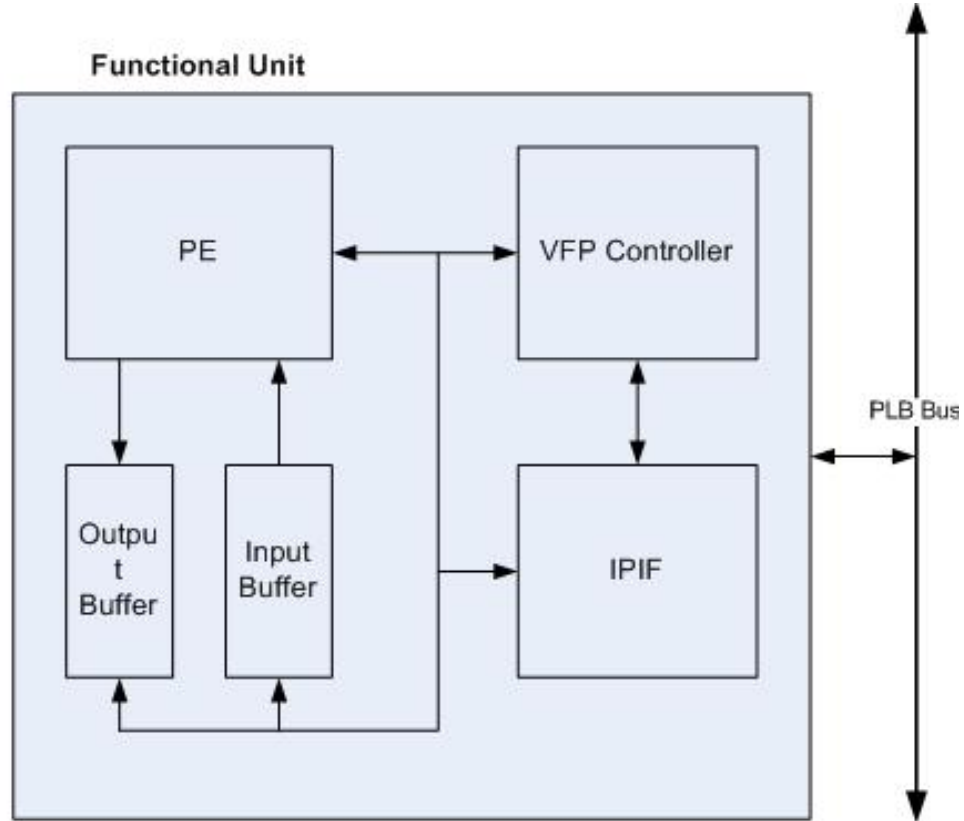 Functional Unit
PE
VFP Controller
PLB Bus
Outpu
t
Buffer
Input
Buffer
IPIF